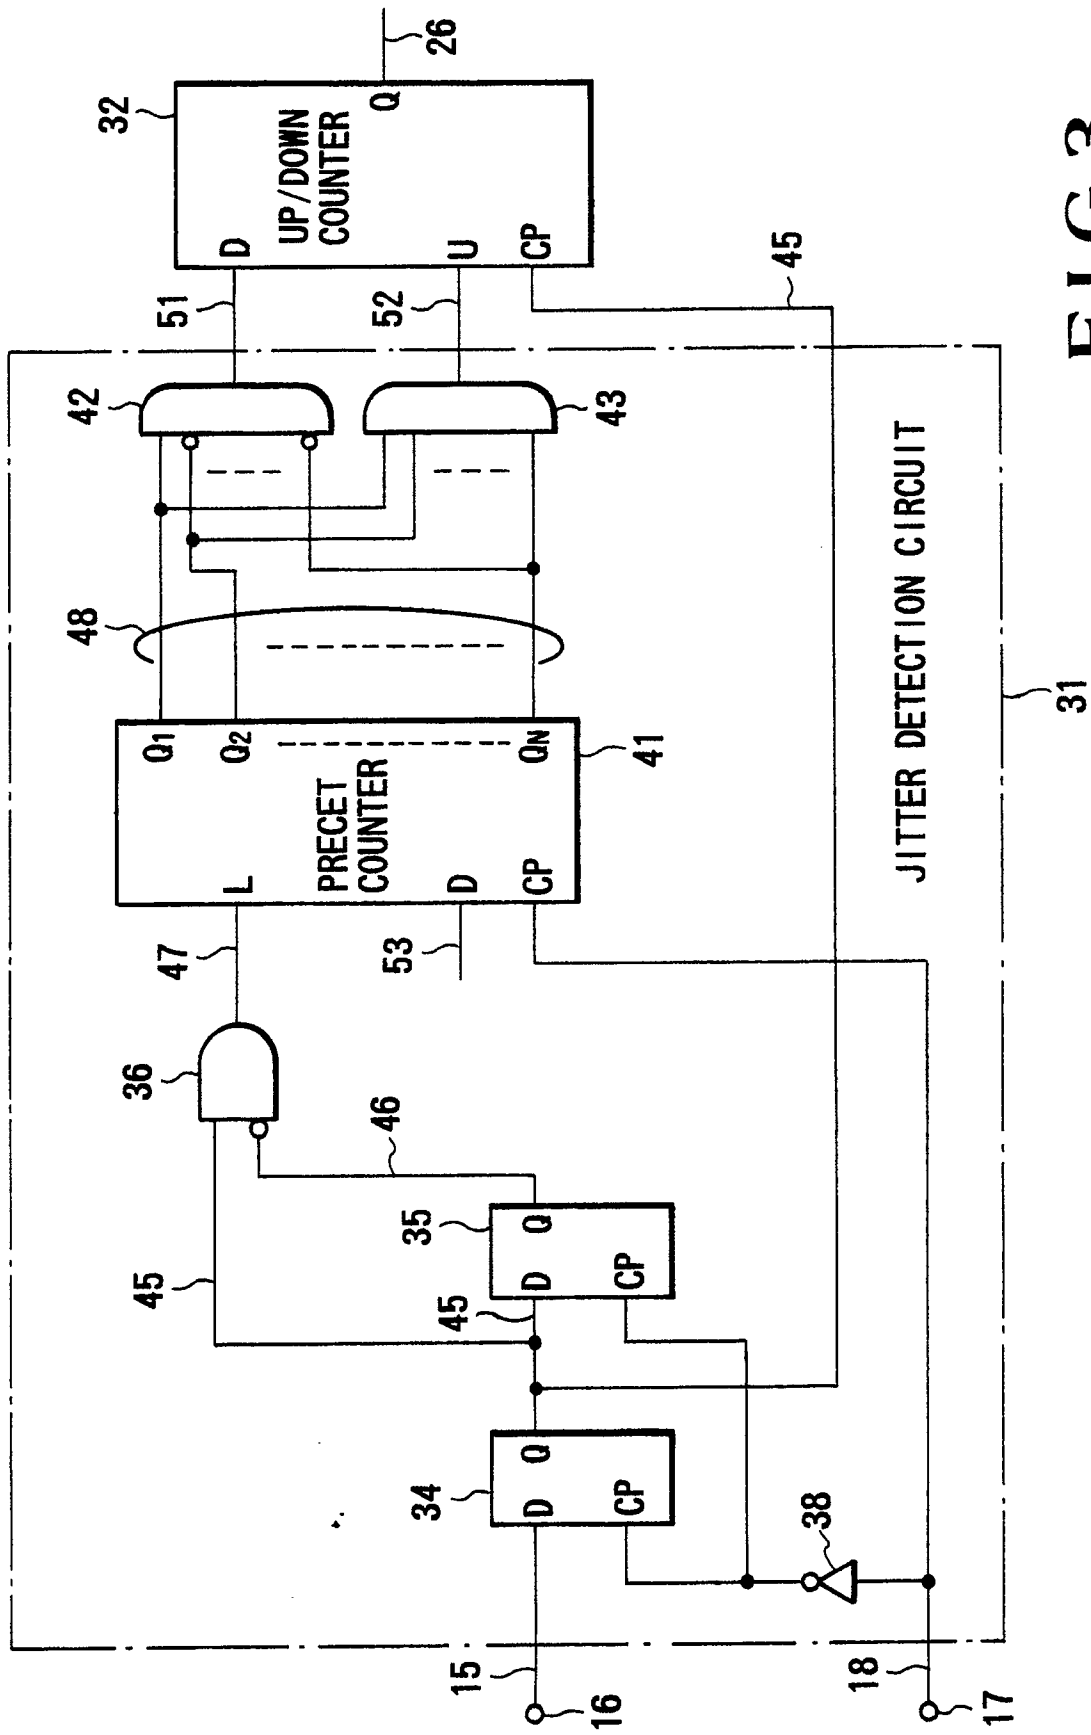 32
UP/DOWN
COUNTER
D
U
CP
Q
26
51
52
45
42
43
48
PRECET
COUNTER
L
D
CP
Q1
Q2
QN
41
47
53
36
46
45
35
D
Q
CP
45
34
D
Q
CP
38
15
16
18
17
JITTER DETECTION CIRCUIT
31
FIG.3